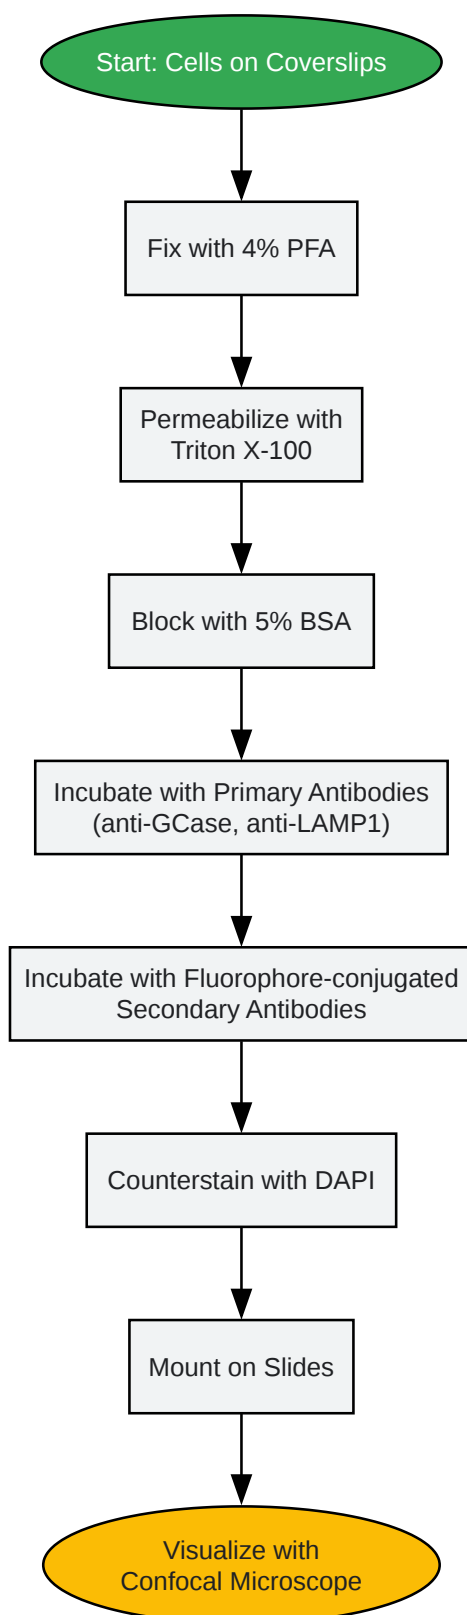 Start: Cells on Coverslips
Fix with 4% PFA
Permeabilize with
Triton X-100
Block with 5% BSA
Incubate with Primary Antibodies
(anti-GCase, anti-LAMP1)
Incubate with Fluorophore-conjugated
Secondary Antibodies
Counterstain with DAPI
Mount on Slides
Visualize with
Confocal Microscope